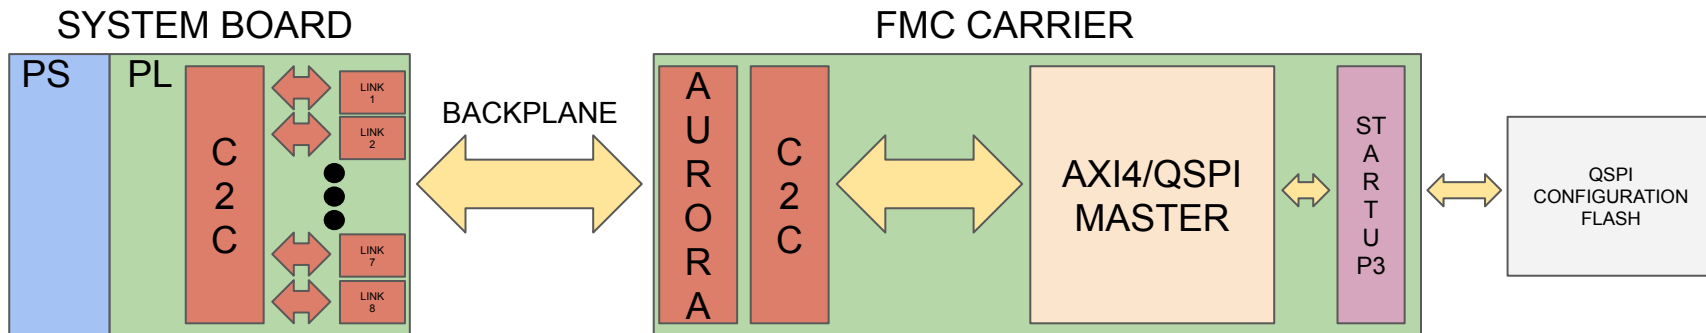 SYSTEM BOARD
PS
PL
C
2
C
LINK
1
LINK
2
LINK
7
LINK
8
BACKPLANE
FMC CARRIER
A
U
R
O
R
A
C
2
C
AXI4/QSPI
MASTER
ST
A
R
T
U
P3
QSPI
CONFIGURATION
FLASH